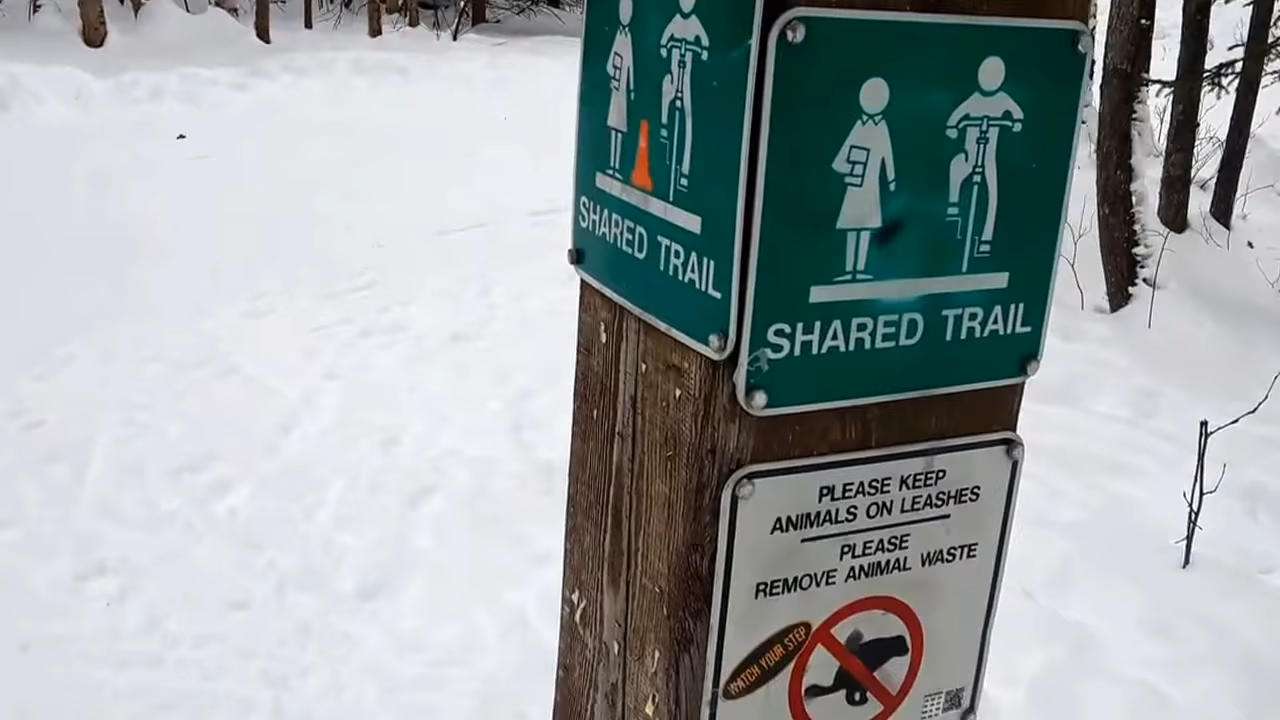 SHARED TRAIL
SHARED TRAIL
PLEASE KEEP
ANIMALS ON LEASHES
PLEASE
REMOVE ANIMAL WASTE
WATCH YOUR STEP